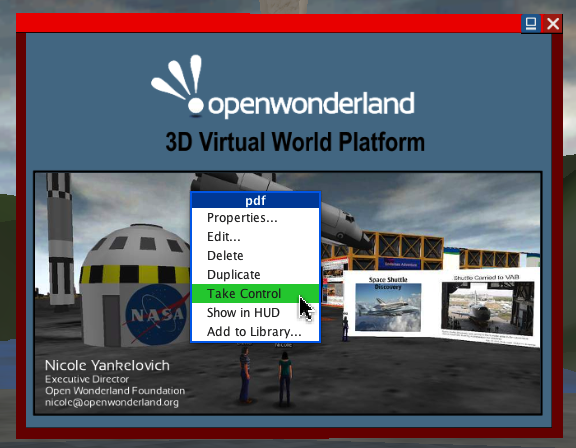 openwonderland
3D Virtual World Platform
pdf
Properties...
Edit...
Delete
Duplicate
Take Control
Show in HUD
Add to Library...
NASA
Space Shuttle
Discovery
Shuttle Carried to VAB
Nicole Yankelovich
Executive Director
Open Wonderland Foundation
nicole@openwonderland.org